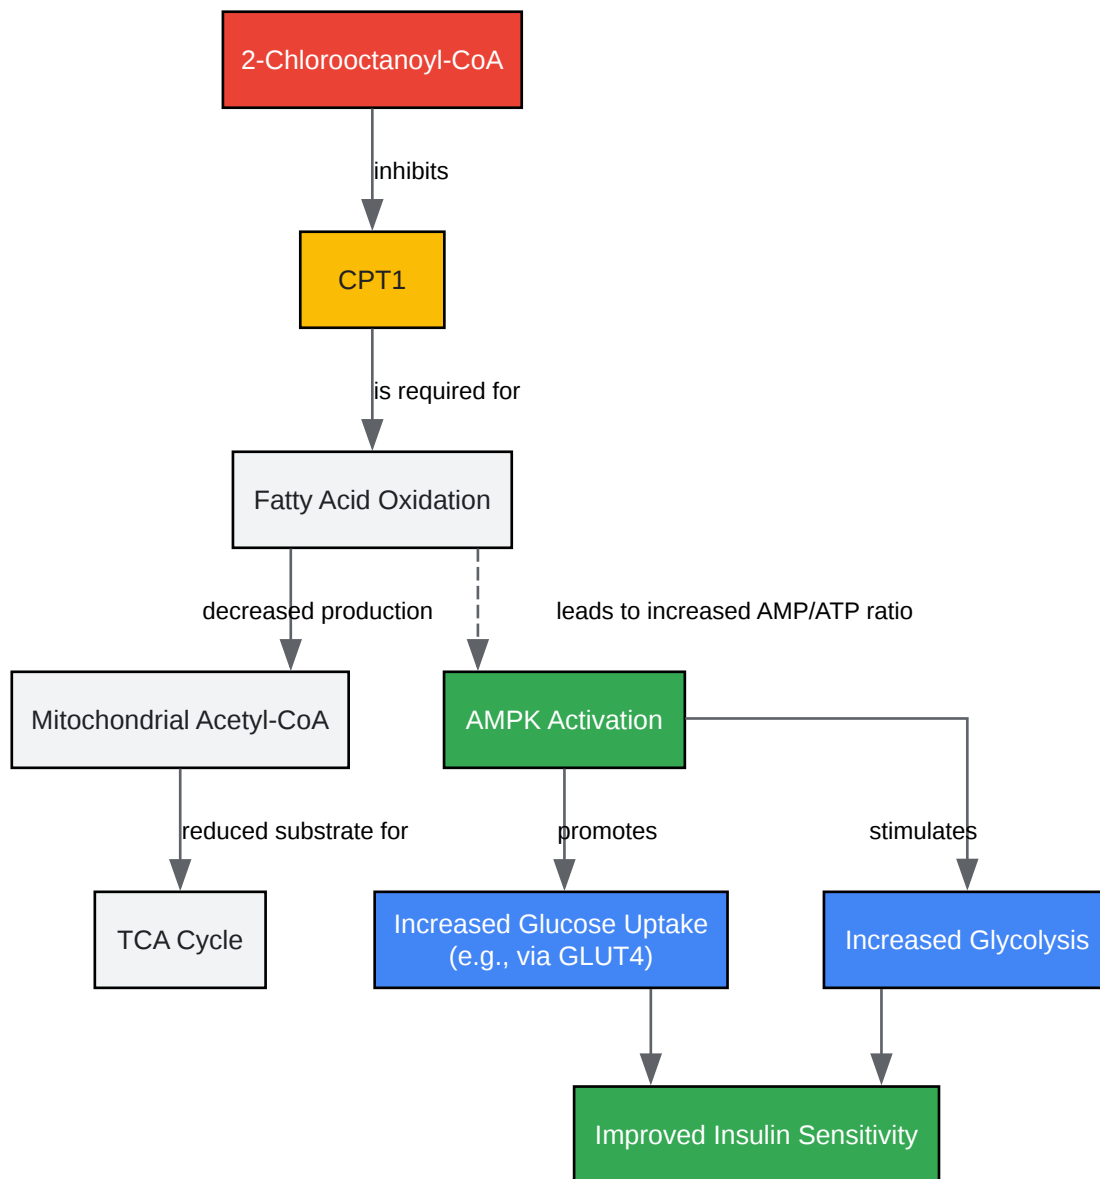 2-Chlorooctanoyl-CoA
inhibits
CPT1
is required for
Fatty Acid Oxidation
decreased production
leads to increased AMP/ATP ratio
Mitochondrial Acetyl-CoA
AMPK Activation
reduced substrate for
promotes
stimulates
TCA Cycle
Increased Glucose Uptake
(e.g., via GLUT4)
Increased Glycolysis
Improved Insulin Sensitivity